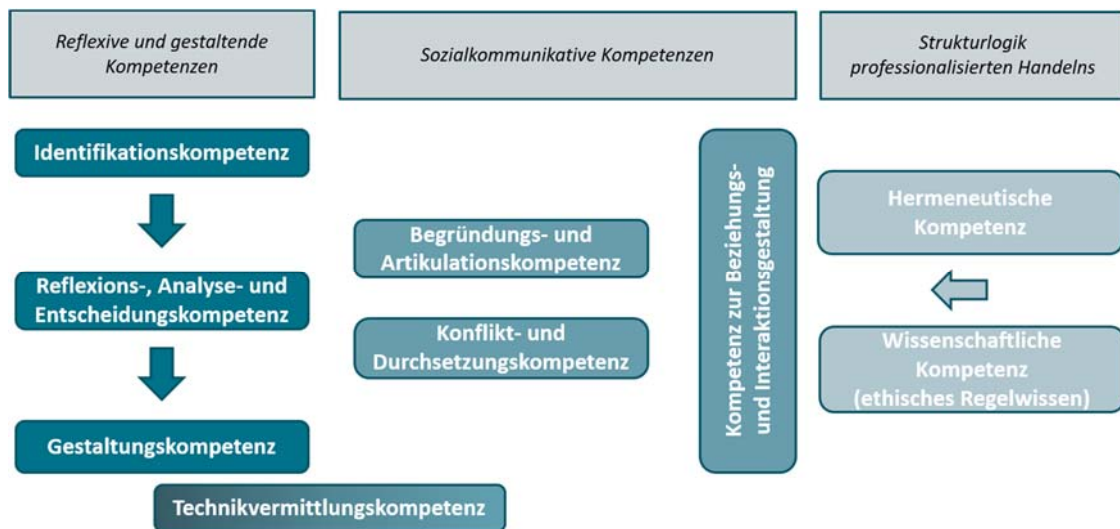 Reflexive und gestaltende
Kompetenzen
Sozialkommunikative Kompetenzen
Strukturlogik
professionalisierten Handelns
Identifikationskompetenz
Reflexions-, Analyse- und
Entscheidungskompetenz
Gestaltungskompetenz
Technikvermittlungskompetenz
Begründungs- und
Artikulationskompetenz
Konflikt- und
Durchsetzungskompetenz
Kompetenz zur Beziehungs-
und Interaktionsgestaltung
Hermeneutische
Kompetenz
Wissenschaftliche
Kompetenz
(ethisches Regelwissen)